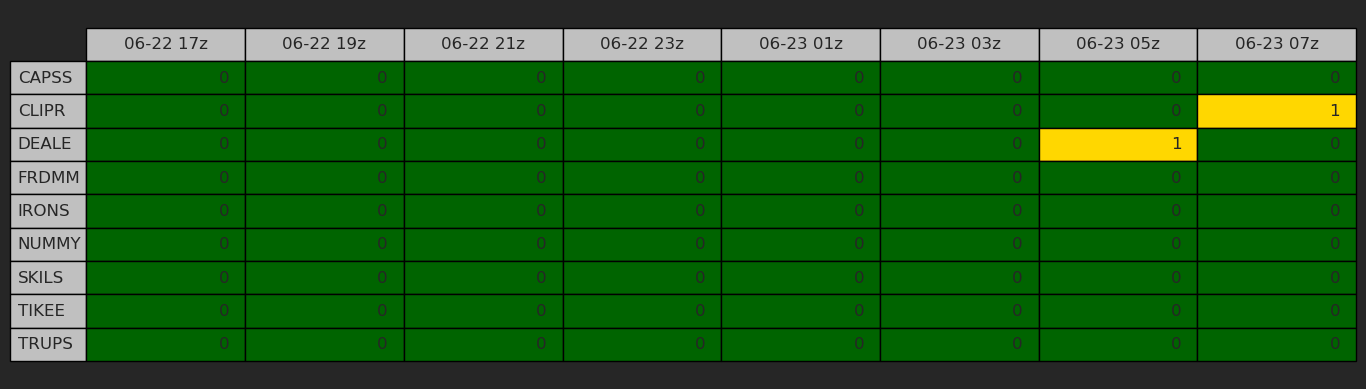 06-22 17z 06-22 19z 06-22 21z 06-22 23z 06-23 01z 06-23 03z 06-23 05z 06-23 07z
CAPSS 0 0 0 0 0 0 0 0
CLIPR 0 0 0 0 0 0 0 1
DEALE 0 0 0 0 0 0 1 0
FRDMM 0 0 0 0 0 0 0 0
IRONS 0 0 0 0 0 0 0 0
NUMMY 0 0 0 0 0 0 0 0
SKILS 0 0 0 0 0 0 0 0
TIKEE 0 0 0 0 0 0 0 0
TRUPS 0 0 0 0 0 0 0 0